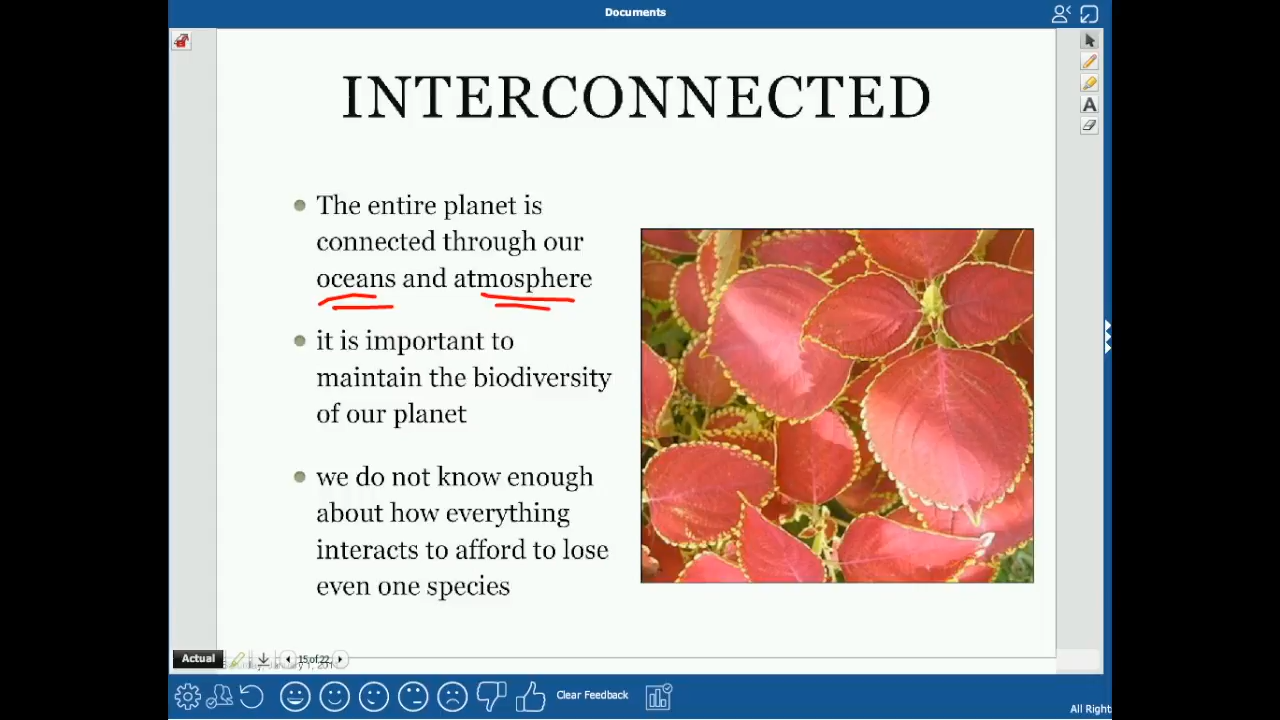 Documents
INTERCONNECTED
The entire planet is
connected through our
oceans and atmosphere
it is important to
maintain the biodiversity
of our planet
we do not know enough
about how everything
interacts to afford to lose
even one species
A
Actual
15 of 22
Clear Feedback
All Right